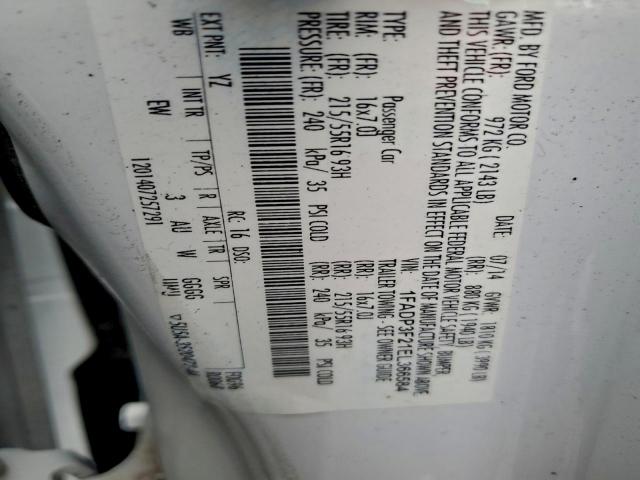 MFD. BY FORD MOTOR CO.
DATE: 07/14 GVWR: 1810 KG ( 3990 LB)
GAWR:(FR): 972 KG ( 2143 LB) (RR): 880 KG ( 1940 LB)
THIS VEHICLE CONFORMS TO ALL APPLICABLE FEDERAL MOTOR VEHICLE SAFETY, BUMPER,
AND THEFT PREVENTION STANDARDS IN EFFECT ON THE DATE OF MANUFACTURE SHOWN ABOVE
VIN: 1FADP3F21EL366584
TYPE: Passenger Car TRAILER TOWING - SEE OWNER GUIDE
RIM: (FR): 16x7.0J (RR): 16x7.0J
TIRE: (FR): 215/55R16 93H (RR): 215/55R16 93H
PRESSURE:(FR): 240 kPa/ 35 PSI COLD (RR): 240 kPa/ 35 PSI COLD
EXT PNT: YZ RC: 16 DSO:
WB INT TR TP/PS R AXLE TR SPR
EW 3 AU W GGGG
1201407257291